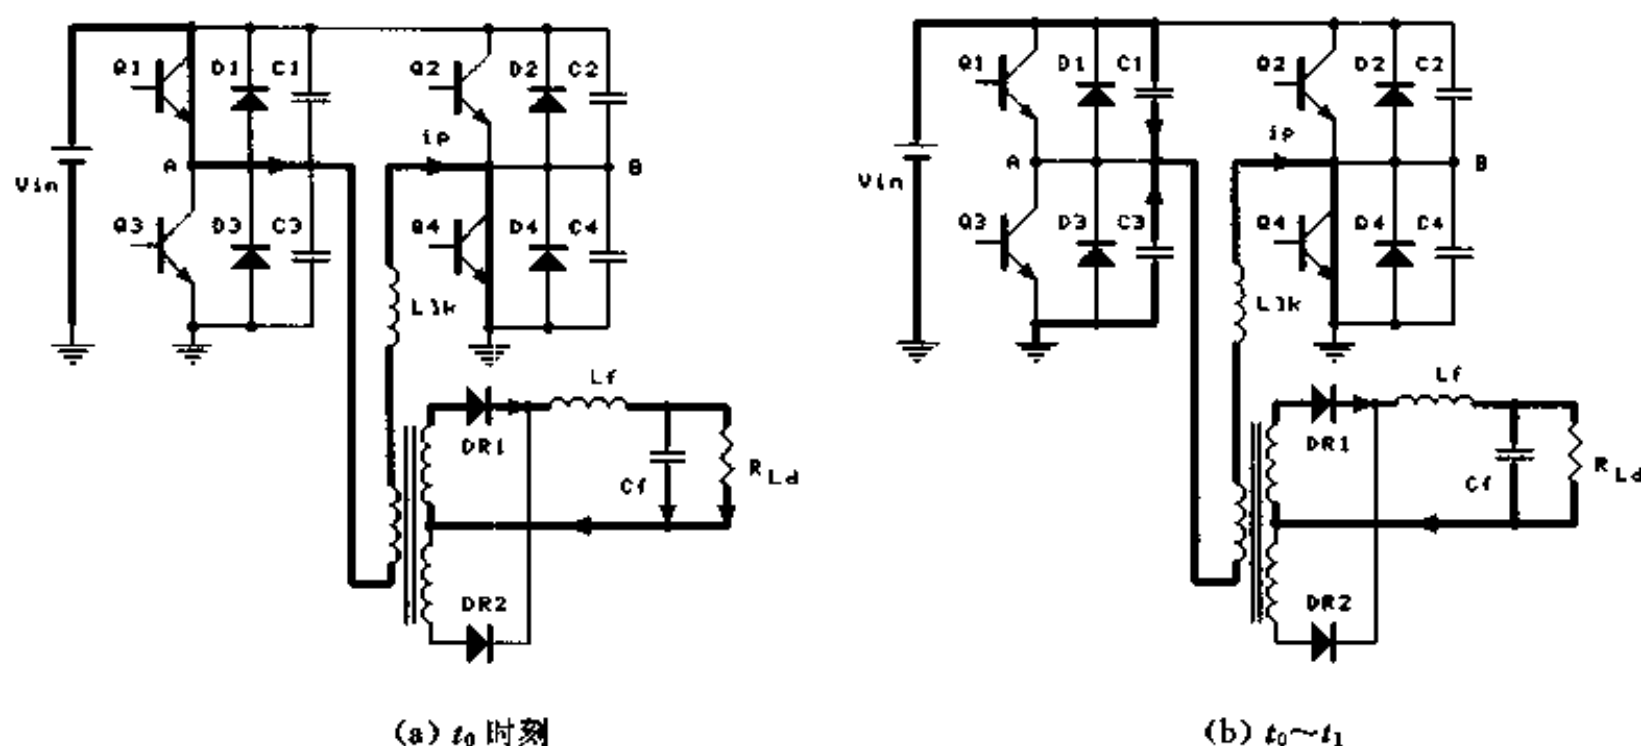 Q1 D1 C1 Q2 D2 C2
ip
A B
Vin
Q3 D3 C3 Q4 D4 C4
Llk
Lf
DR1
Cf
RLd
DR2
(a) t0 时刻
Q1 D1 C1 Q2 D2 C2
ip
A B
Vin
Q3 D3 C3 Q4 D4 C4
Llk
Lf
DR1
Cf
RLd
DR2
(b) t0～t1